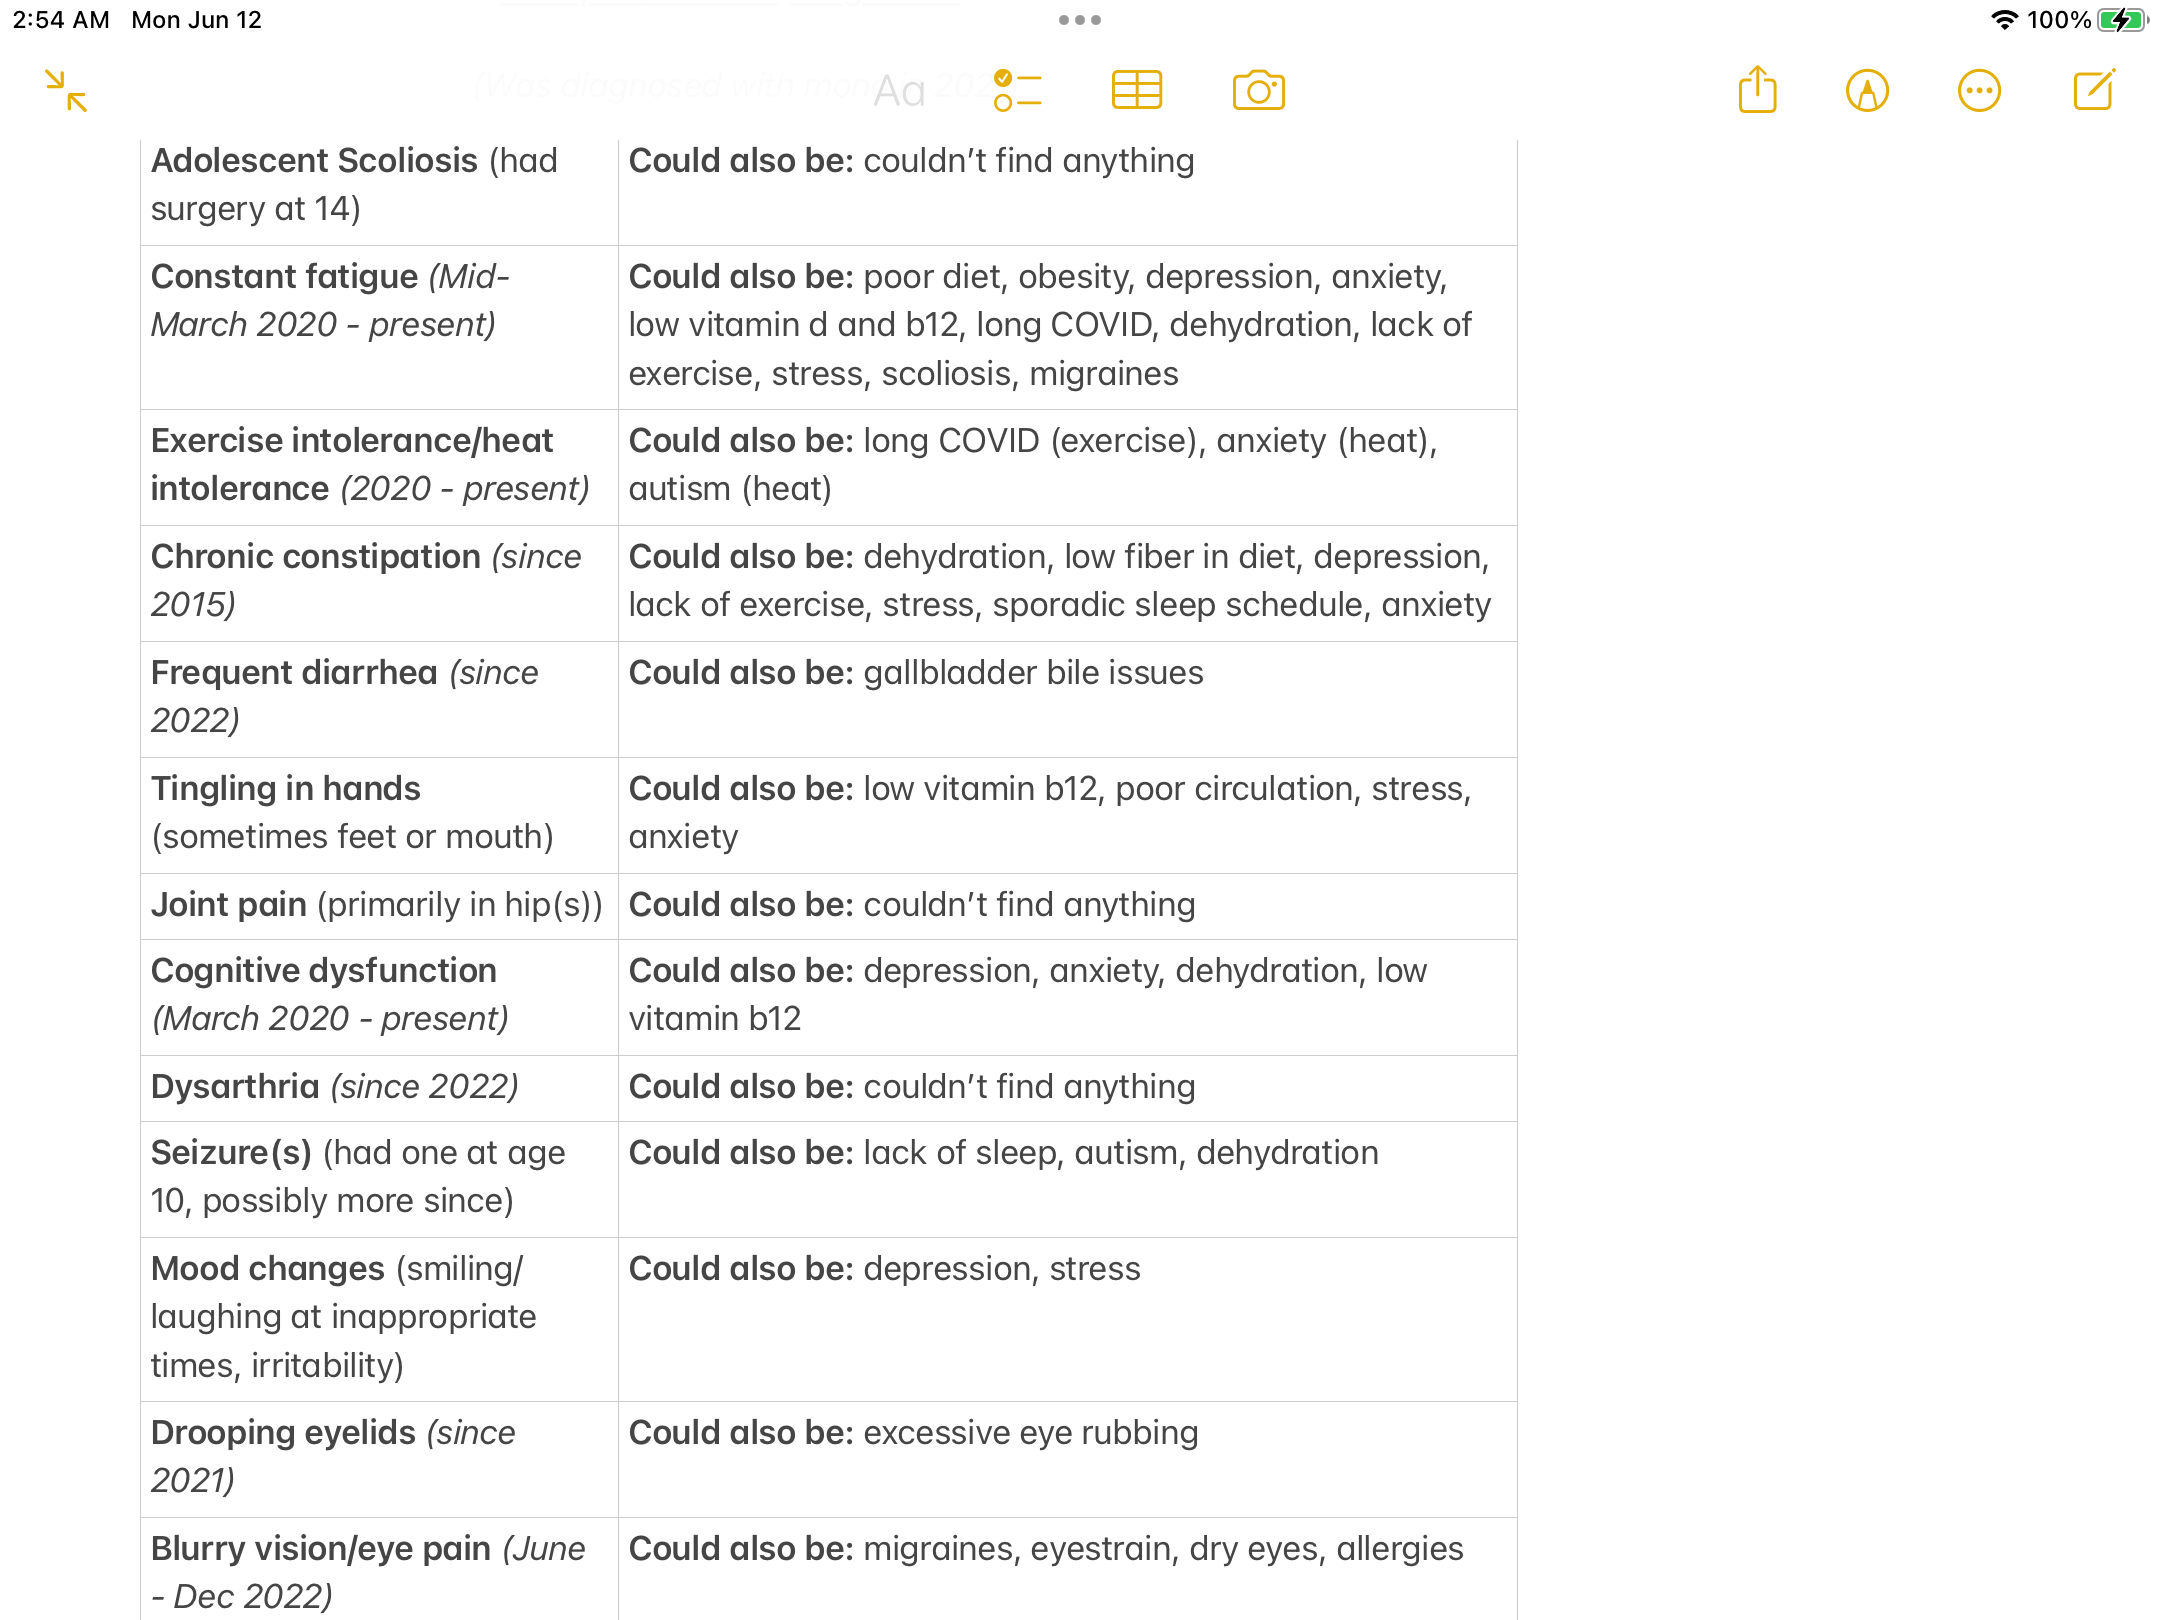 2:54 AM Mon Jun 12
100%
(Was diagnosed with mono 202
Aa
Adolescent Scoliosis (had
surgery at 14)
Could also be: couldn’t find anything
Constant fatigue (Mid-
March 2020 - present)
Could also be: poor diet, obesity, depression, anxiety,
low vitamin d and b12, long COVID, dehydration, lack of
exercise, stress, scoliosis, migraines
Exercise intolerance/heat
intolerance (2020 - present)
Could also be: long COVID (exercise), anxiety (heat),
autism (heat)
Chronic constipation (since
2015)
Could also be: dehydration, low fiber in diet, depression,
lack of exercise, stress, sporadic sleep schedule, anxiety
Frequent diarrhea (since
2022)
Could also be: gallbladder bile issues
Tingling in hands
(sometimes feet or mouth)
Could also be: low vitamin b12, poor circulation, stress,
anxiety
Joint pain (primarily in hip(s))
Could also be: couldn’t find anything
Cognitive dysfunction
(March 2020 - present)
Could also be: depression, anxiety, dehydration, low
vitamin b12
Dysarthria (since 2022)
Could also be: couldn’t find anything
Seizure(s) (had one at age
10, possibly more since)
Could also be: lack of sleep, autism, dehydration
Mood changes (smiling/
laughing at inappropriate
times, irritability)
Could also be: depression, stress
Drooping eyelids (since
2021)
Could also be: excessive eye rubbing
Blurry vision/eye pain (June
- Dec 2022)
Could also be: migraines, eyestrain, dry eyes, allergies